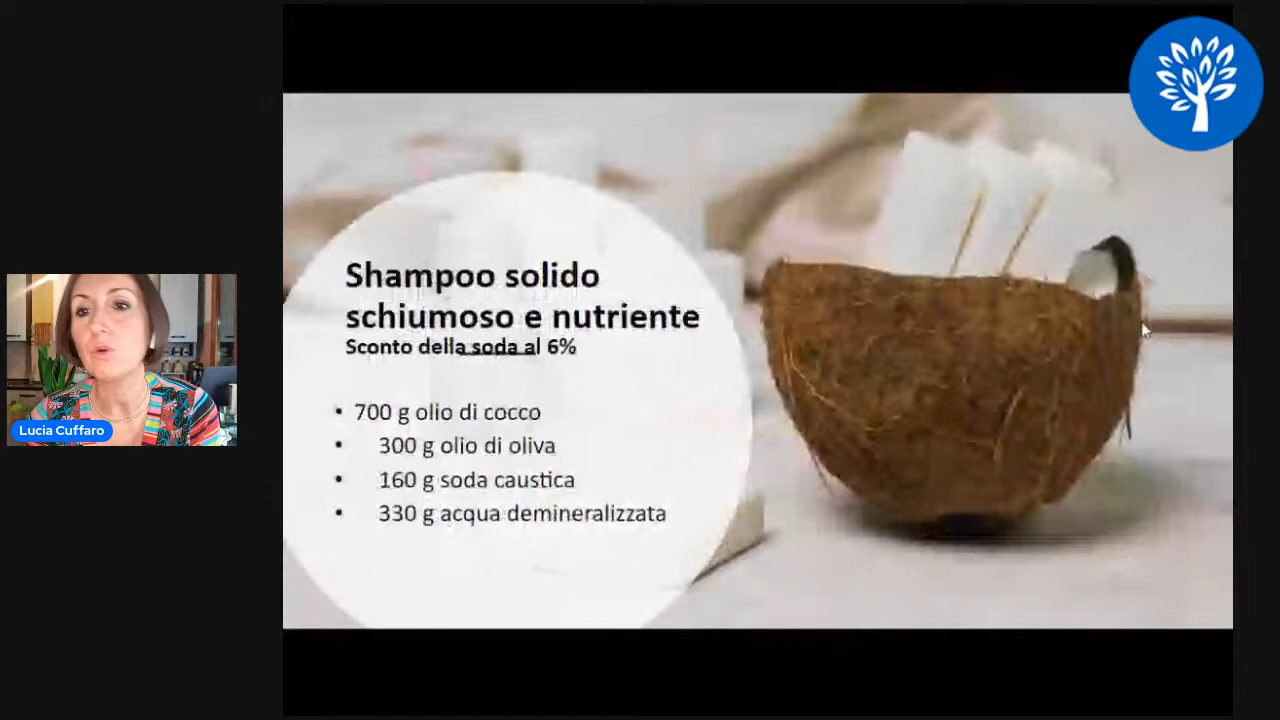 Shampoo solido
schiumoso e nutriente
Sconto della soda al 6%
• 700 g olio di cocco
• 300 g olio di oliva
• 160 g soda caustica
• 330 g acqua demineralizzata
Lucia Cuffaro